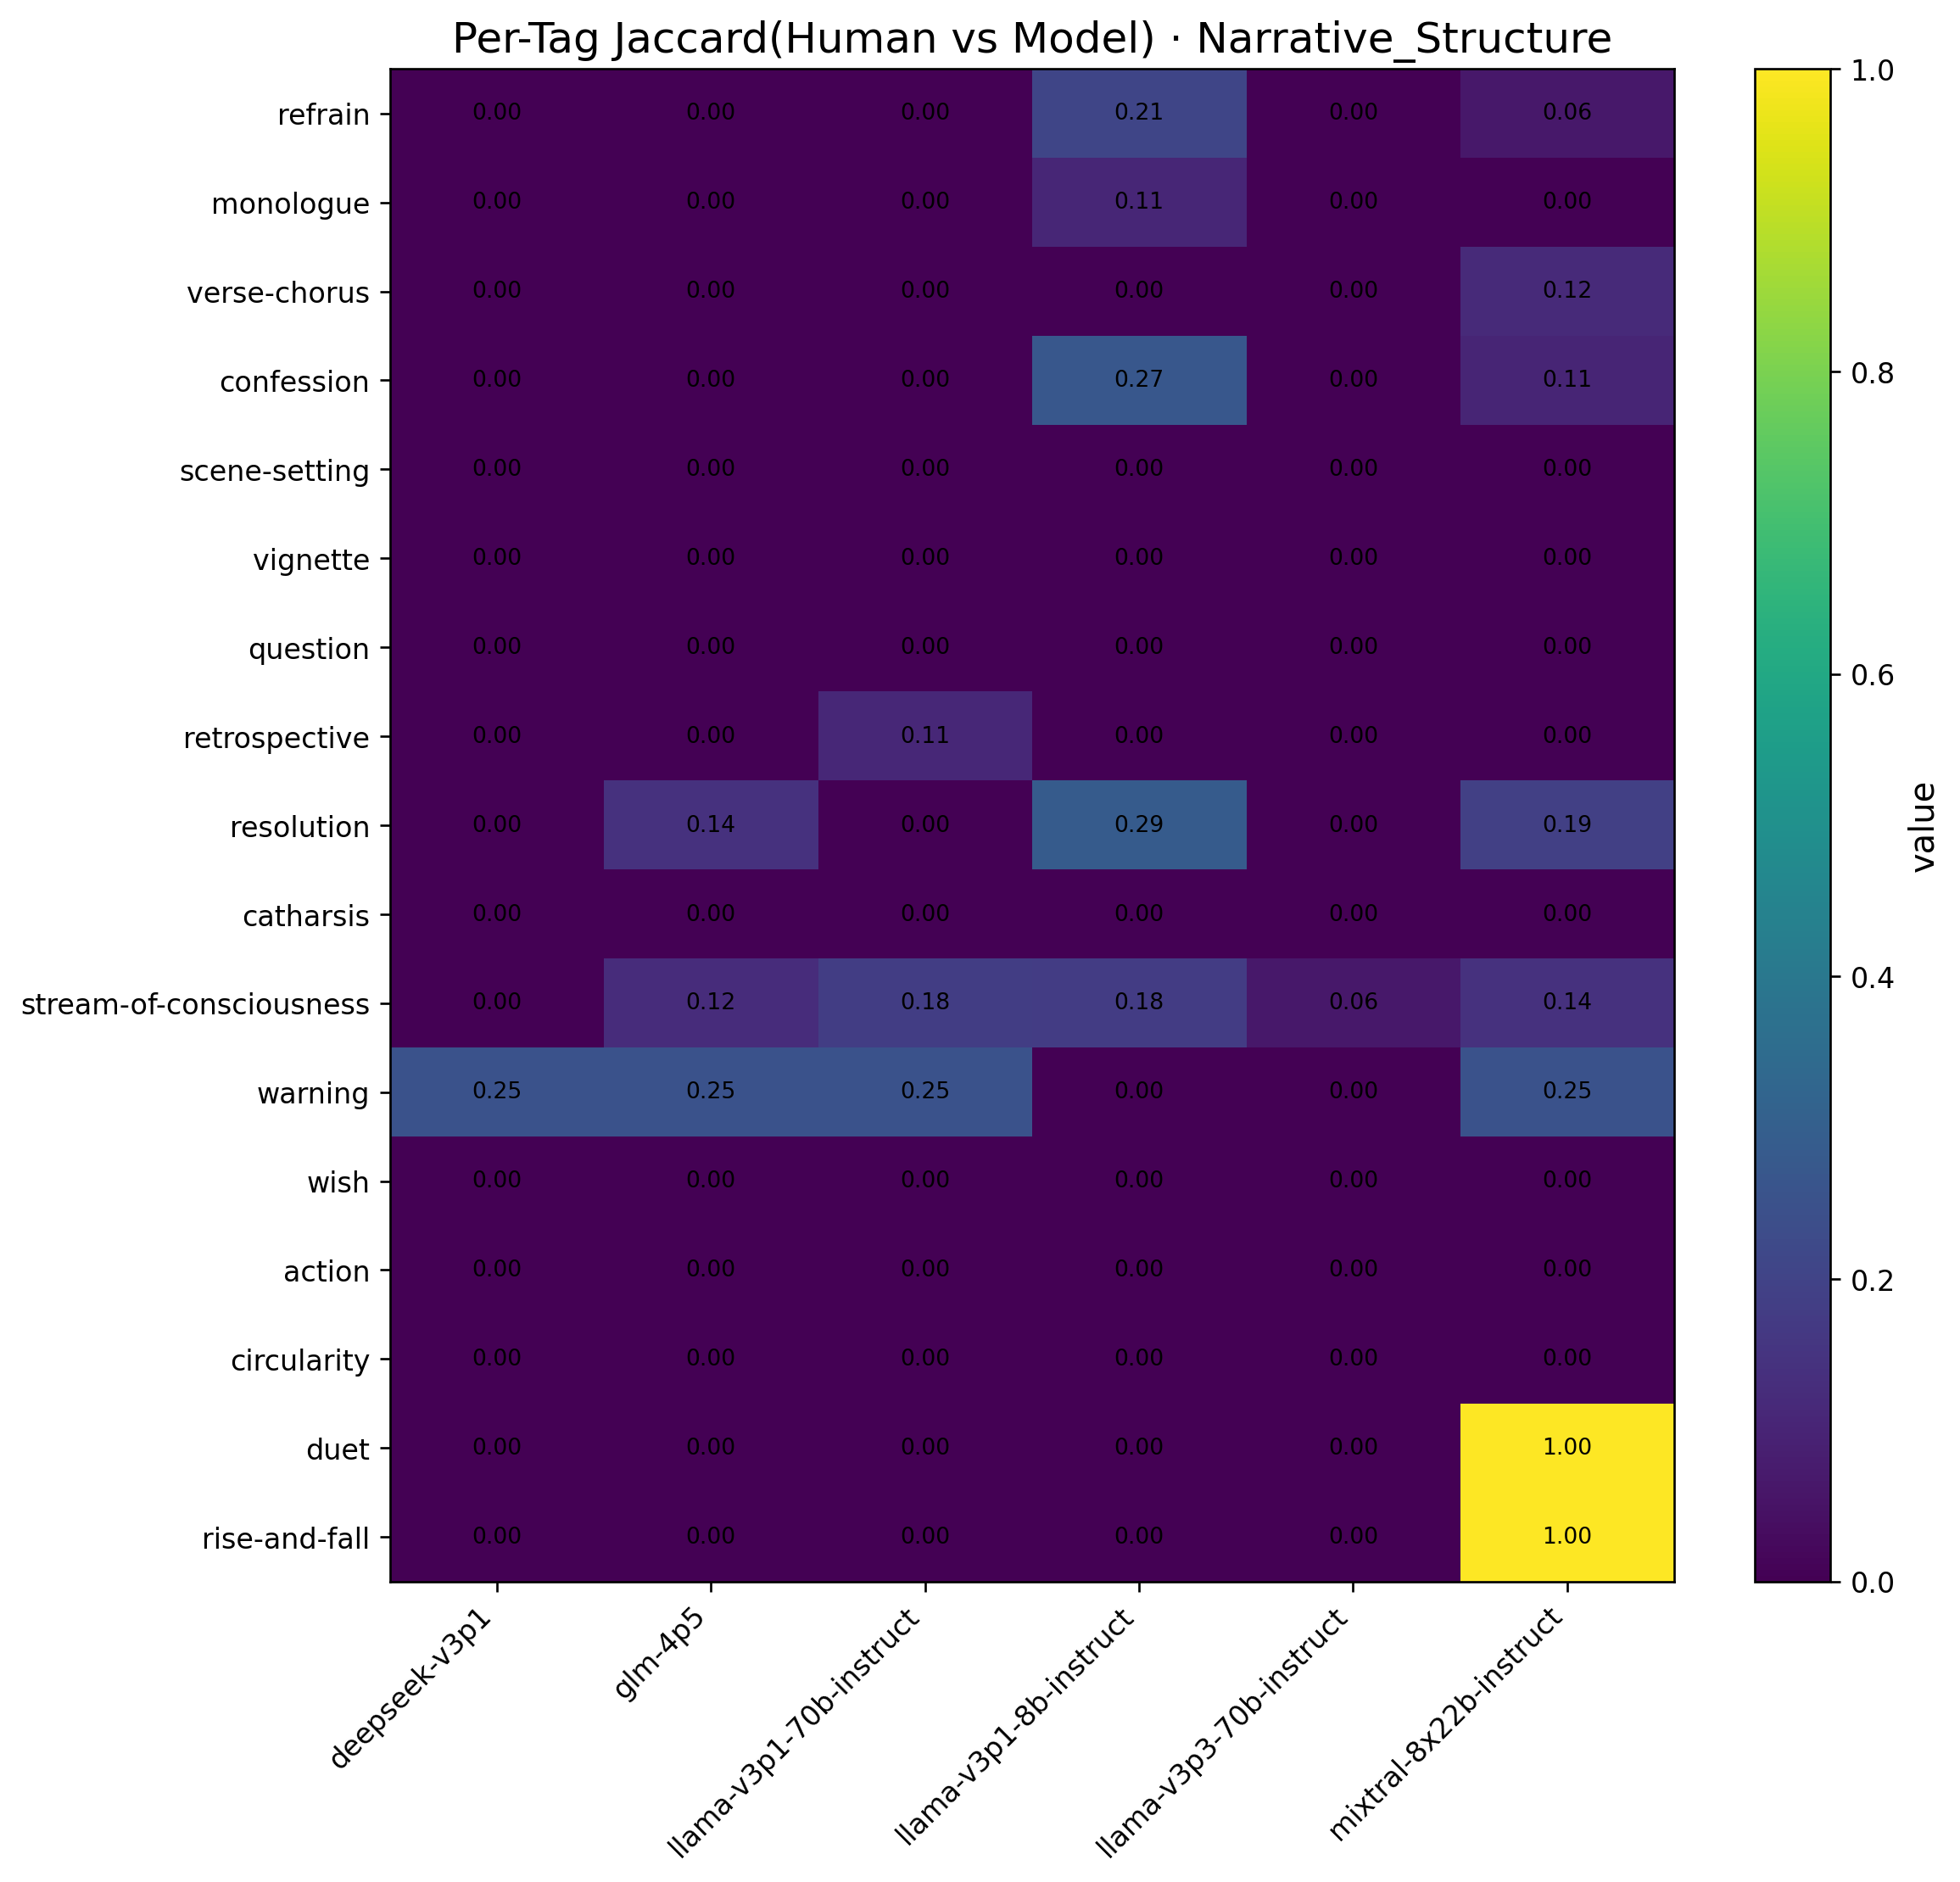 Per-Tag Jaccard(Human vs Model) · Narrative_Structure
refrain 0.00 0.00 0.00 0.21 0.00 0.06
monologue 0.00 0.00 0.00 0.11 0.00 0.00
verse-chorus 0.00 0.00 0.00 0.00 0.00 0.12
confession 0.00 0.00 0.00 0.27 0.00 0.11
scene-setting 0.00 0.00 0.00 0.00 0.00 0.00
vignette 0.00 0.00 0.00 0.00 0.00 0.00
question 0.00 0.00 0.00 0.00 0.00 0.00
retrospective 0.00 0.00 0.11 0.00 0.00 0.00
resolution 0.00 0.14 0.00 0.29 0.00 0.19
catharsis 0.00 0.00 0.00 0.00 0.00 0.00
stream-of-consciousness 0.00 0.12 0.18 0.18 0.06 0.14
warning 0.25 0.25 0.25 0.00 0.00 0.25
wish 0.00 0.00 0.00 0.00 0.00 0.00
action 0.00 0.00 0.00 0.00 0.00 0.00
circularity 0.00 0.00 0.00 0.00 0.00 0.00
duet 0.00 0.00 0.00 0.00 0.00 1.00
rise-and-fall 0.00 0.00 0.00 0.00 0.00 1.00
deepseek-v3p1
glm-4p5
llama-v3p1-70b-instruct
llama-v3p1-8b-instruct
llama-v3p3-70b-instruct
mixtral-8x22b-instruct
1.0
0.8
0.6
0.4
0.2
0.0
value